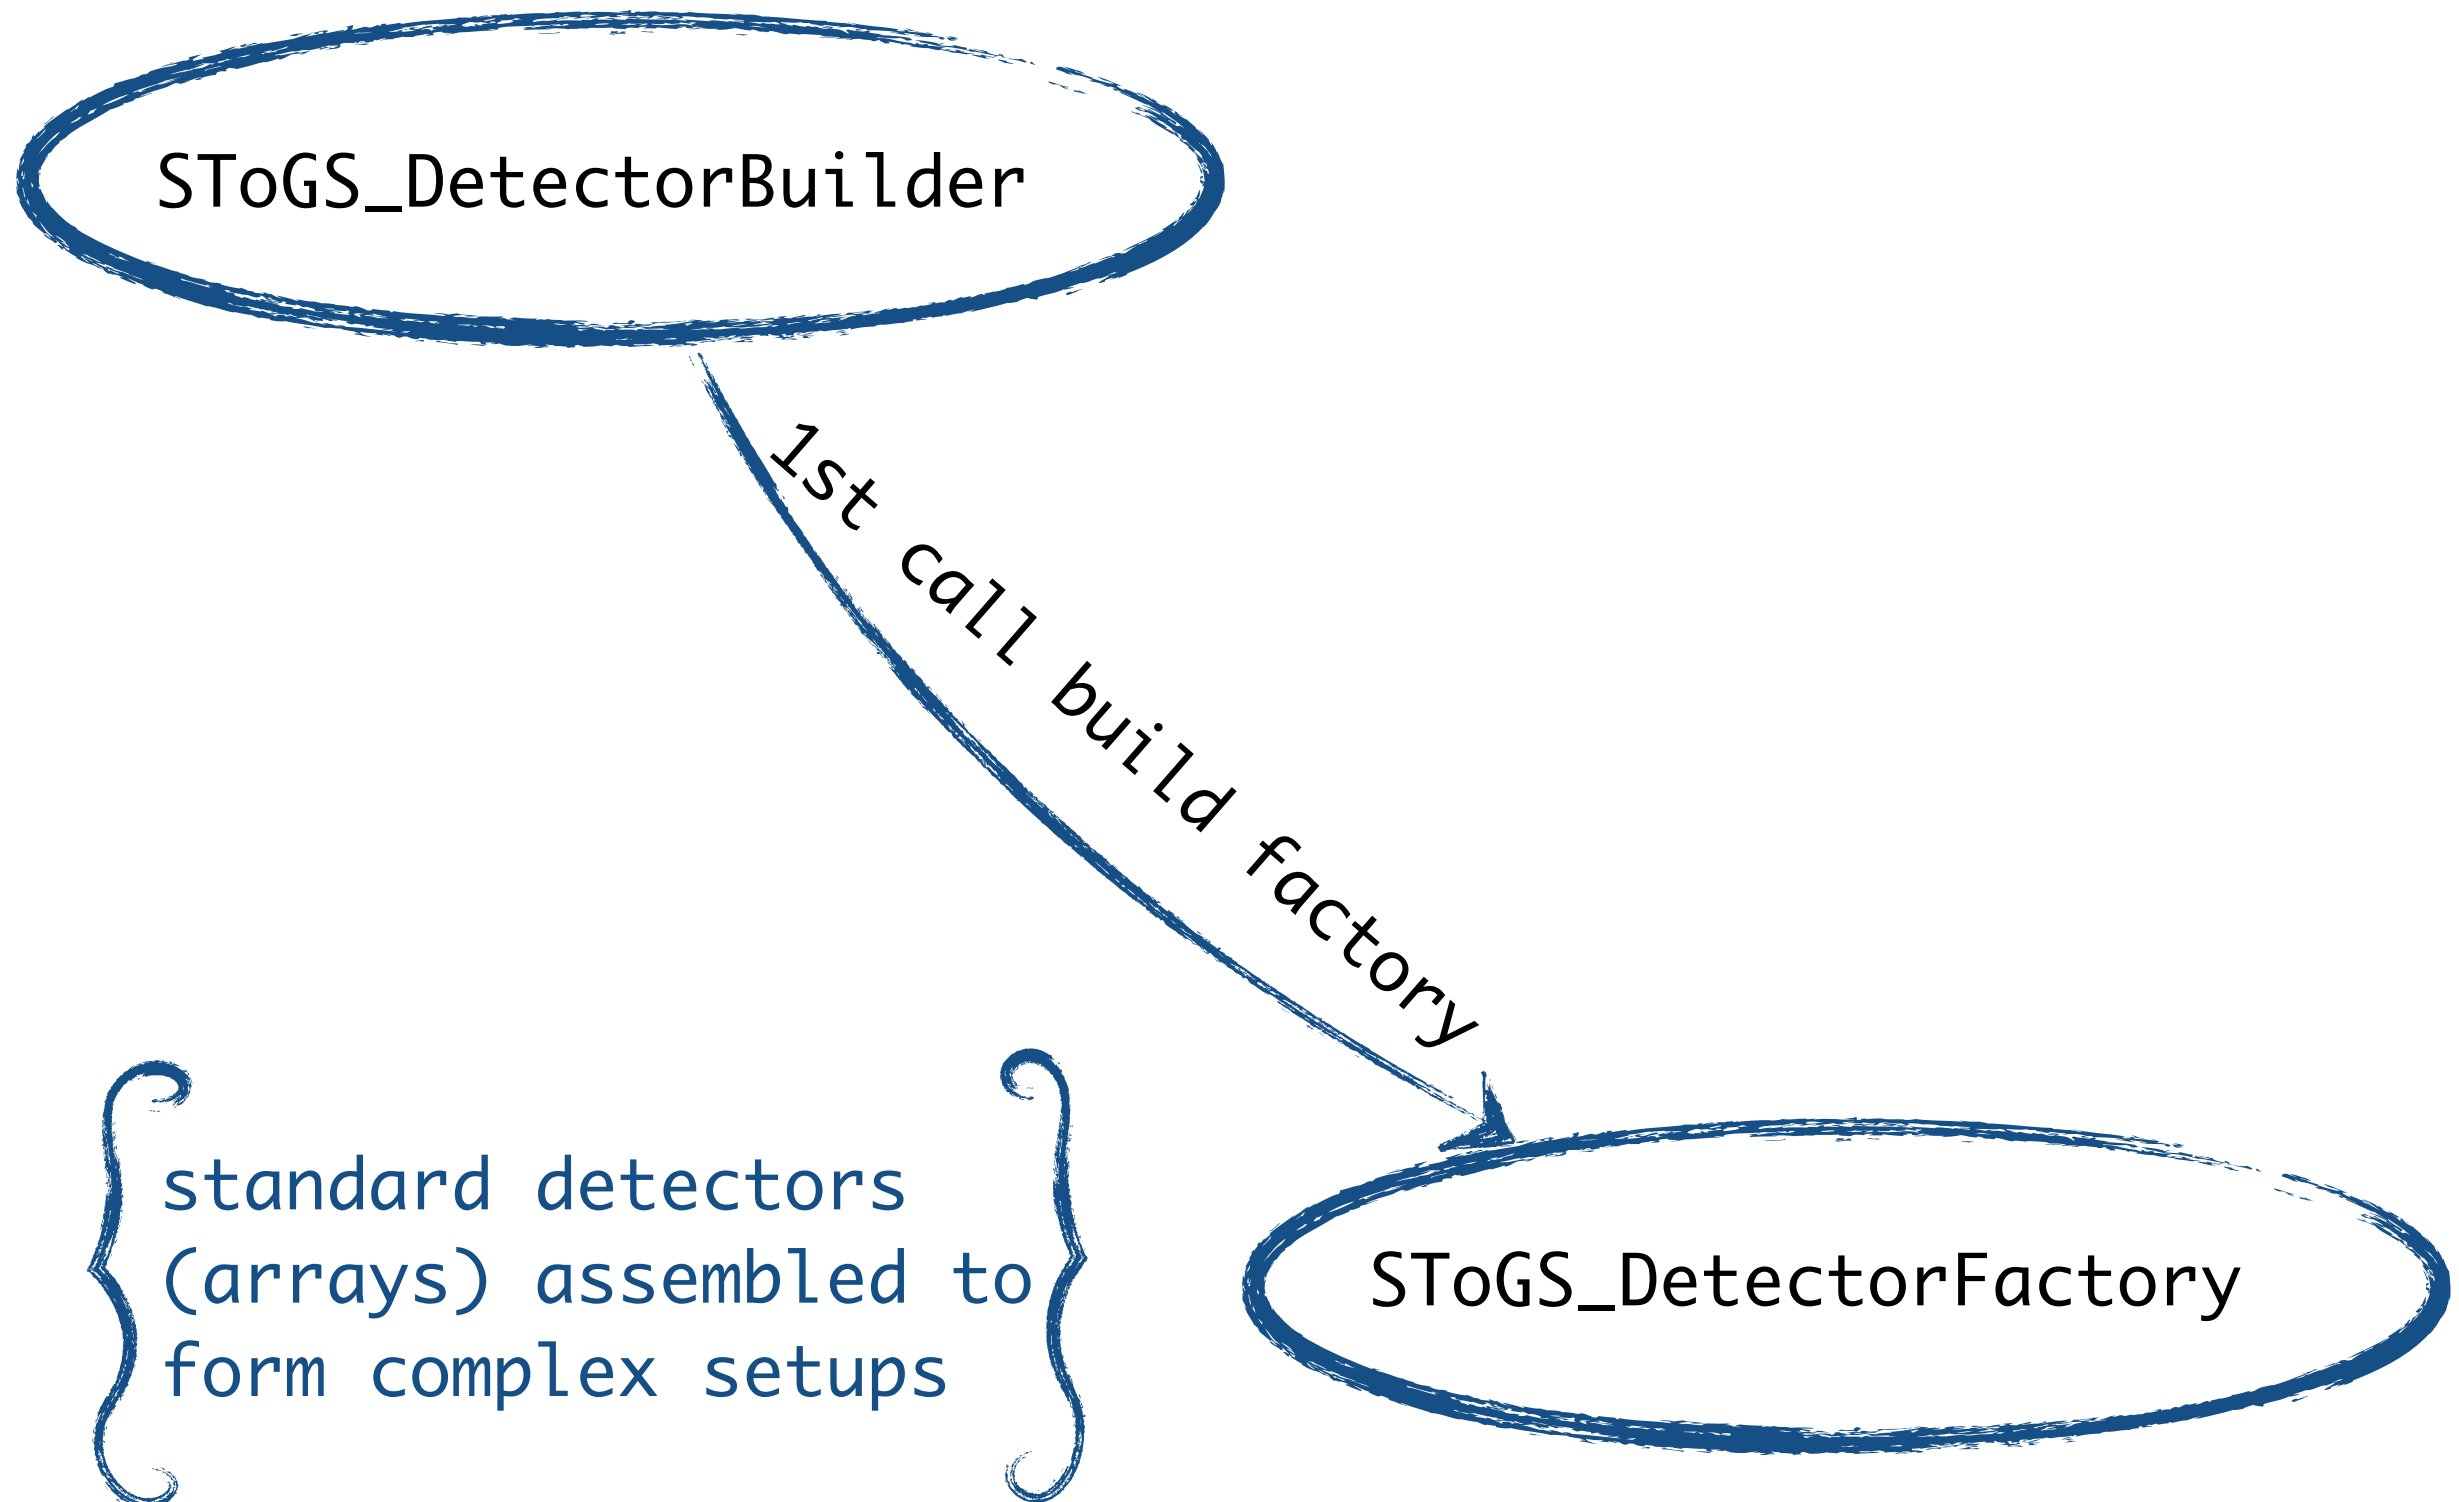 SToGS_DetectorBuilder
1st call build factory
standard detectors
(arrays) assembled to
form complex setups
SToGS_DetectorFactory